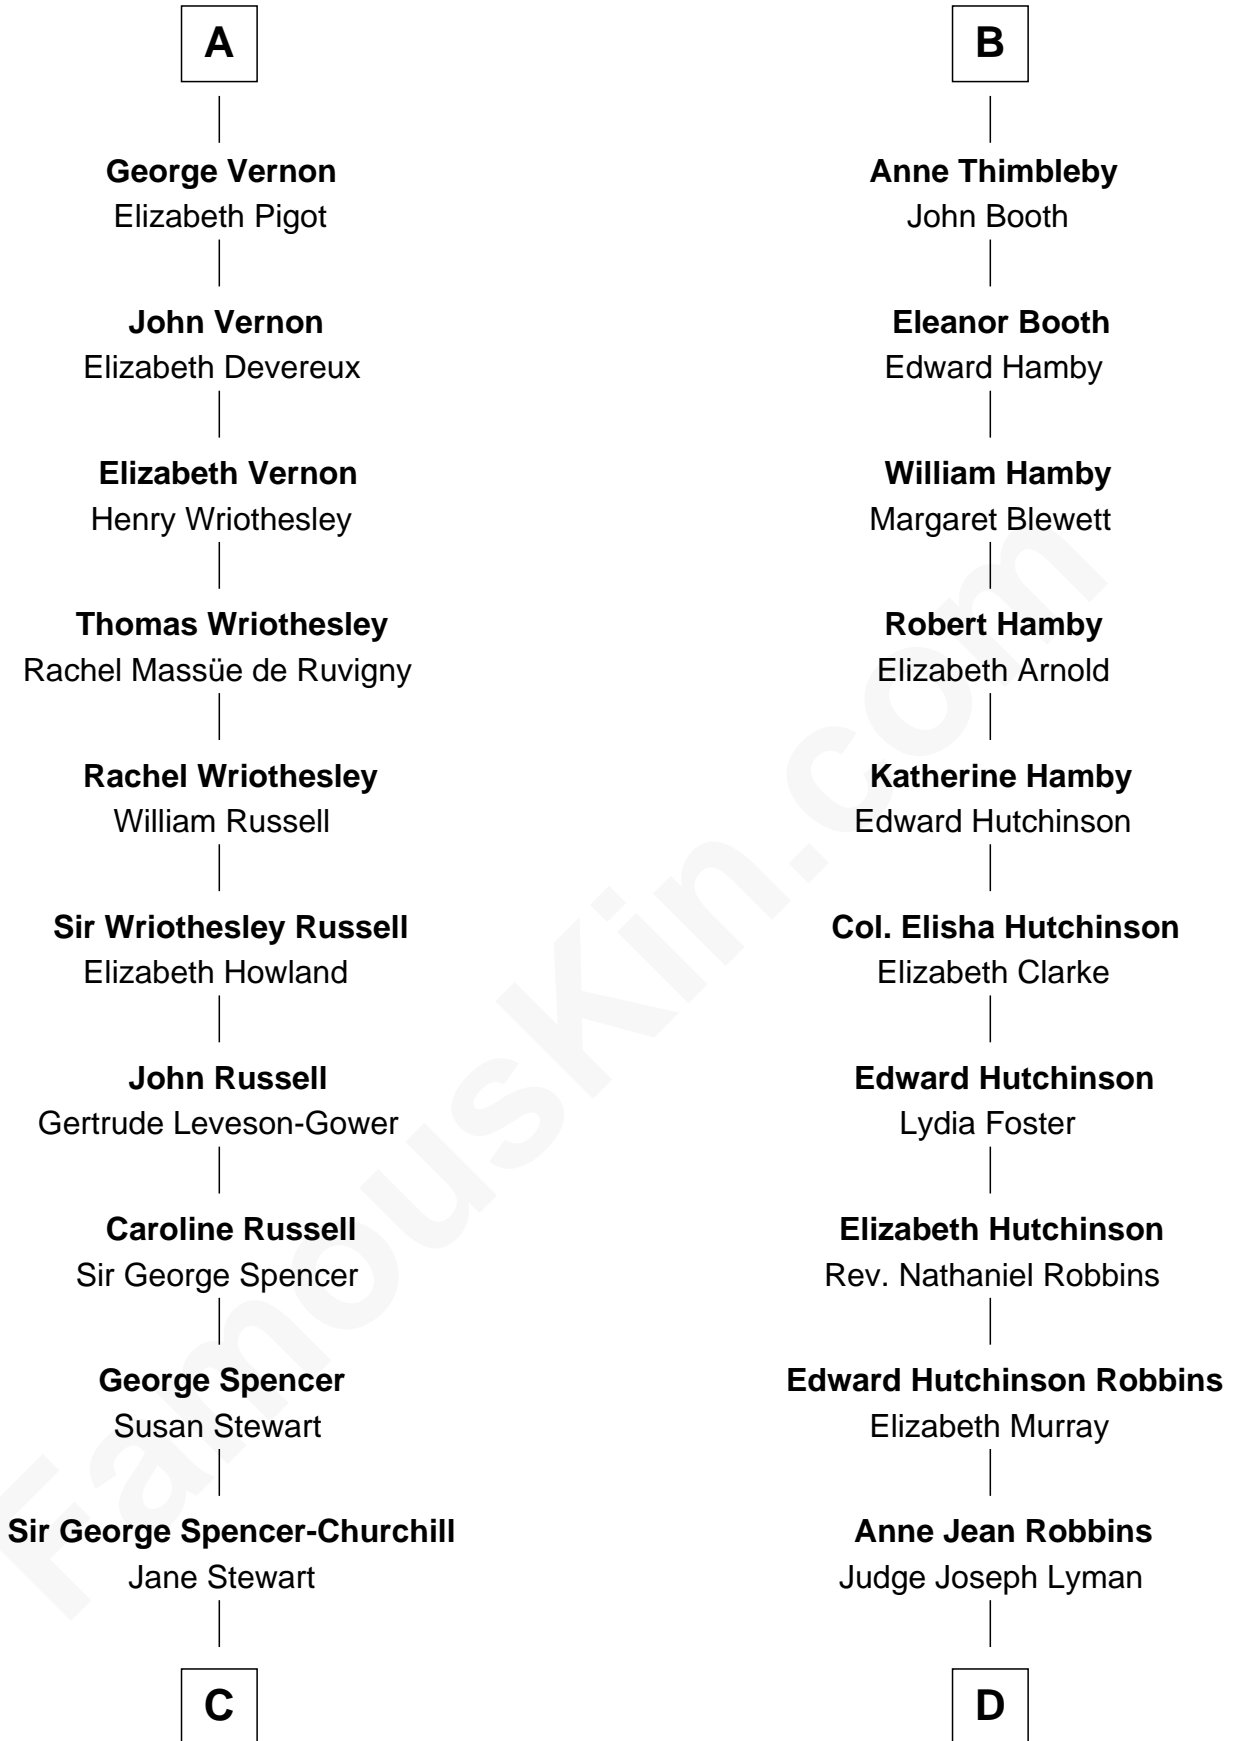 A
George Vernon
Elizabeth Pigot
John Vernon
Elizabeth Devereux
Elizabeth Vernon
Henry Wriothesley
Thomas Wriothesley
Rachel Massüe de Ruvigny
Rachel Wriothesley
William Russell
Sir Wriothesley Russell
Elizabeth Howland
John Russell
Gertrude Leveson-Gower
Caroline Russell
Sir George Spencer
George Spencer
Susan Stewart
Sir George Spencer-Churchill
Jane Stewart
C
B
Anne Thimbleby
John Booth
Eleanor Booth
Edward Hamby
William Hamby
Margaret Blewett
Robert Hamby
Elizabeth Arnold
Katherine Hamby
Edward Hutchinson
Col. Elisha Hutchinson
Elizabeth Clarke
Edward Hutchinson
Lydia Foster
Elizabeth Hutchinson
Rev. Nathaniel Robbins
Edward Hutchinson Robbins
Elizabeth Murray
Anne Jean Robbins
Judge Joseph Lyman
D
FamousKin.com